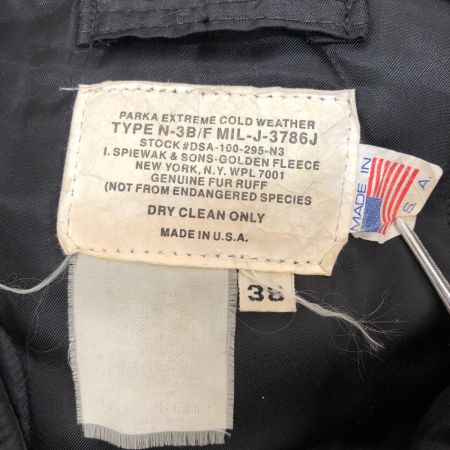 PARKA EXTREME COLD WEATHER
TYPE N-3B/F MIL-J-3786J
STOCK #DSA-100-295-N3
I. SPIEWAK & SONS-GOLDEN FLEECE
NEW YORK, N.Y. WPL 7001
GENUINE FUR RUFF
(NOT FROM ENDANGERED SPECIES
DRY CLEAN ONLY
MADE IN U.S.A.
MADE IN
S. A.
38